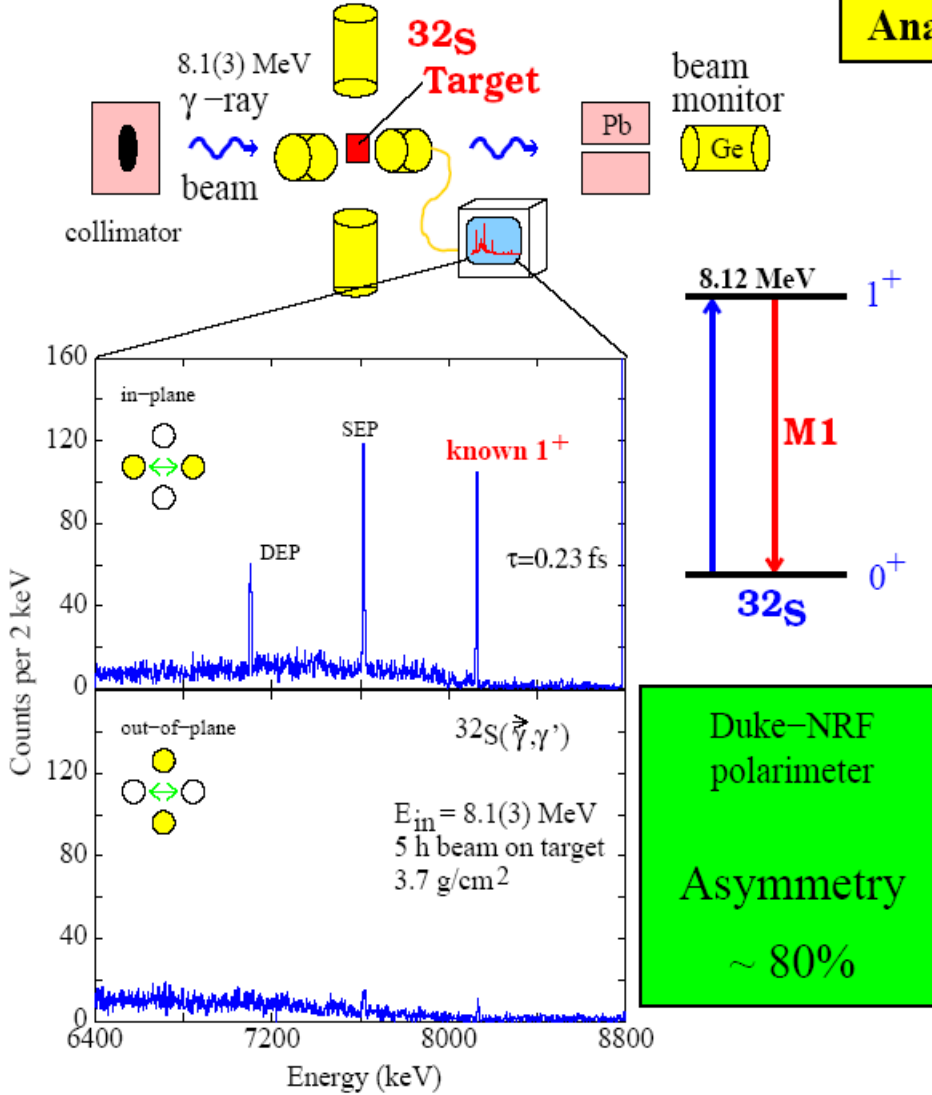 Ana
32S
Target
8.1(3) MeV
γ −ray
beam
collimator
beam
monitor
Pb
Ge
8.12 MeV
1+
M1
0+
32S
160
120
80
40
0
in−plane
DEP
SEP
known 1+
τ=0.23 fs
Counts per 2 keV
out−of−plane
32S(γ⃗,γ’)
Ein = 8.1(3) MeV
5 h beam on target
3.7 g/cm2
120
80
40
0
6400
7200
8000
8800
Energy (keV)
Duke−NRF
polarimeter
Asymmetry
~ 80%